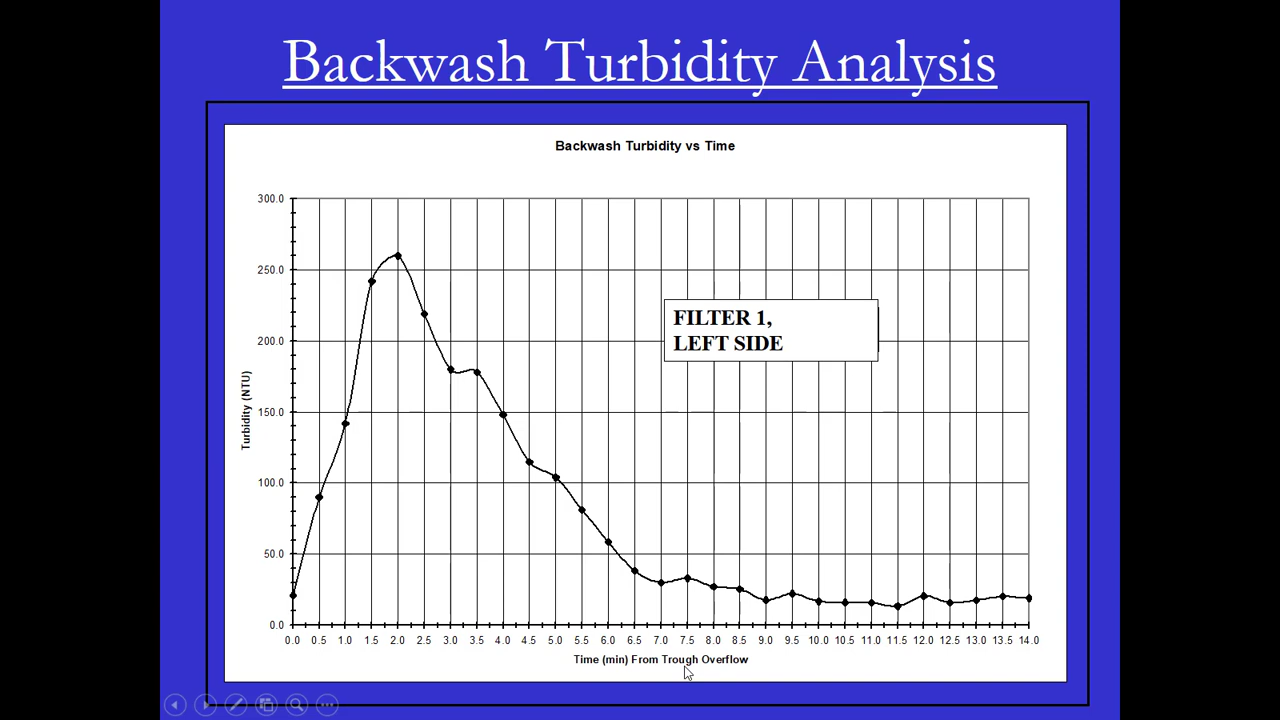 Backwash Turbidity Analysis
Backwash Turbidity vs Time
300.0
250.0
200.0
150.0
100.0
50.0
0.0
Turbidity (NTU)
FILTER 1,
LEFT SIDE
0.0 0.5 1.0 1.5 2.0 2.5 3.0 3.5 4.0 4.5 5.0 5.5 6.0 6.5 7.0 7.5 8.0 8.5 9.0 9.5 10.0 10.5 11.0 11.5 12.0 12.5 13.0 13.5 14.0
Time (min) From Trough Overflow